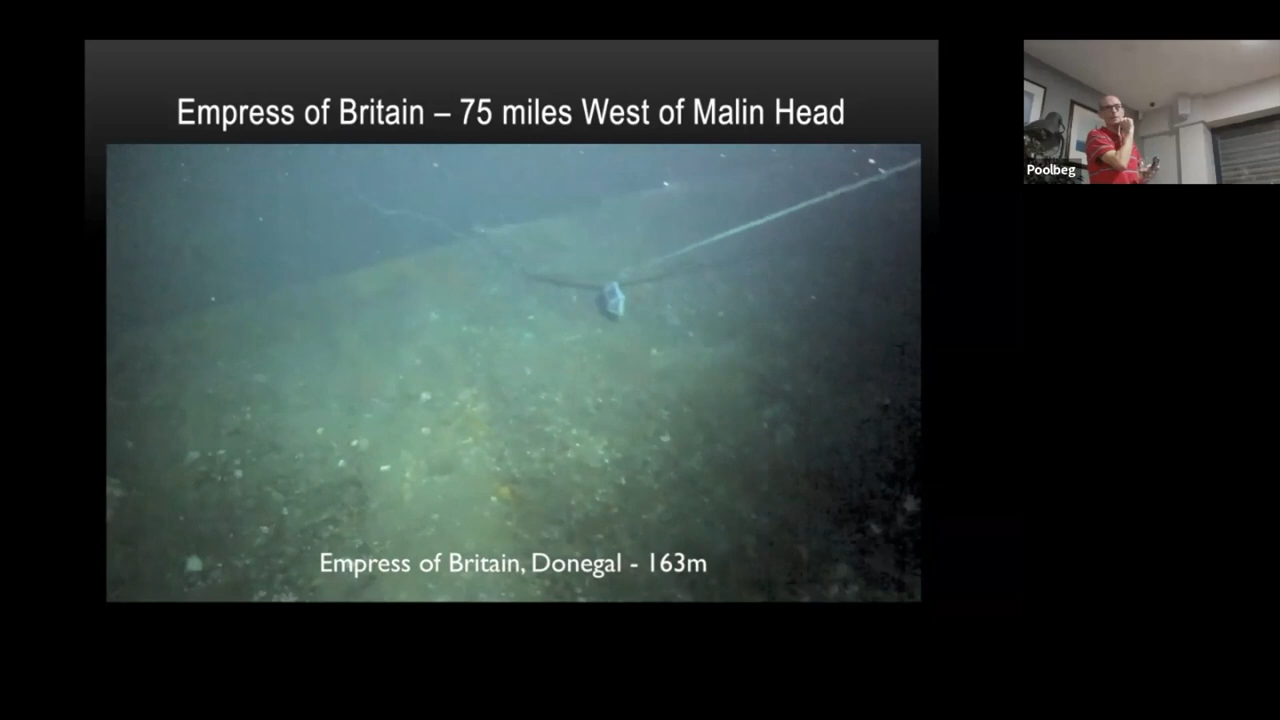 Empress of Britain – 75 miles West of Malin Head
Poolbeg
Empress of Britain, Donegal - 163m